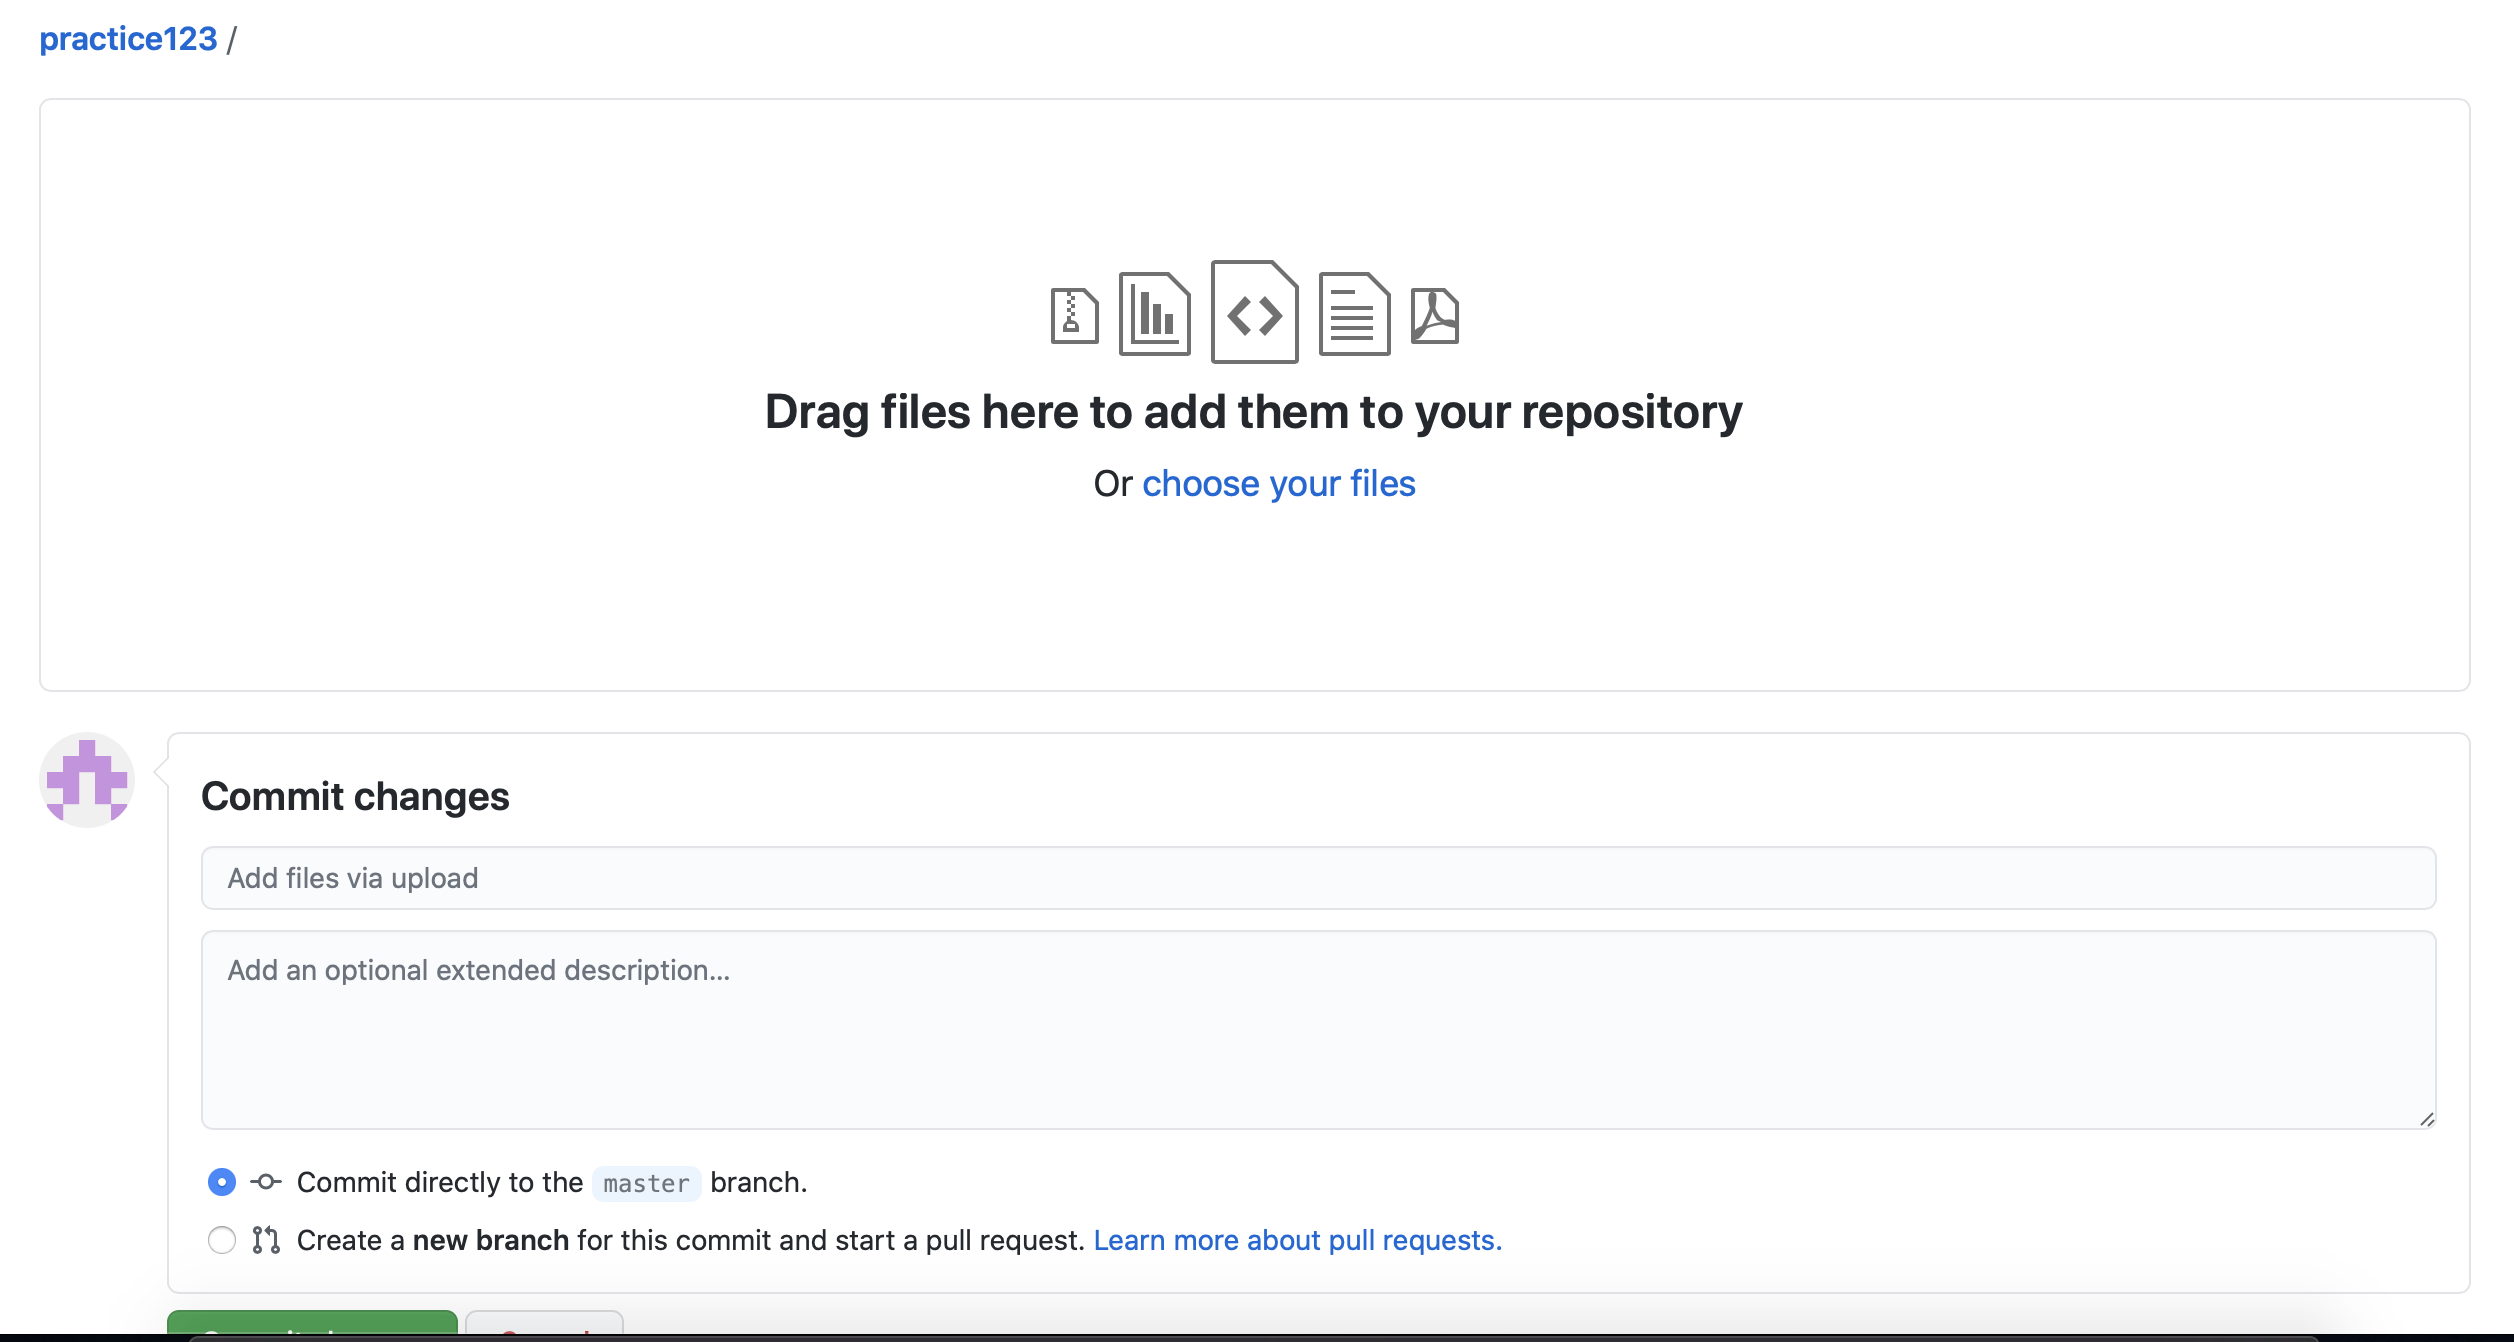 practice123 /
Drag files here to add them to your repository
Or choose your files
Commit changes
Add files via upload
Add an optional extended description...
Commit directly to the master branch.
Create a new branch for this commit and start a pull request. Learn more about pull requests.